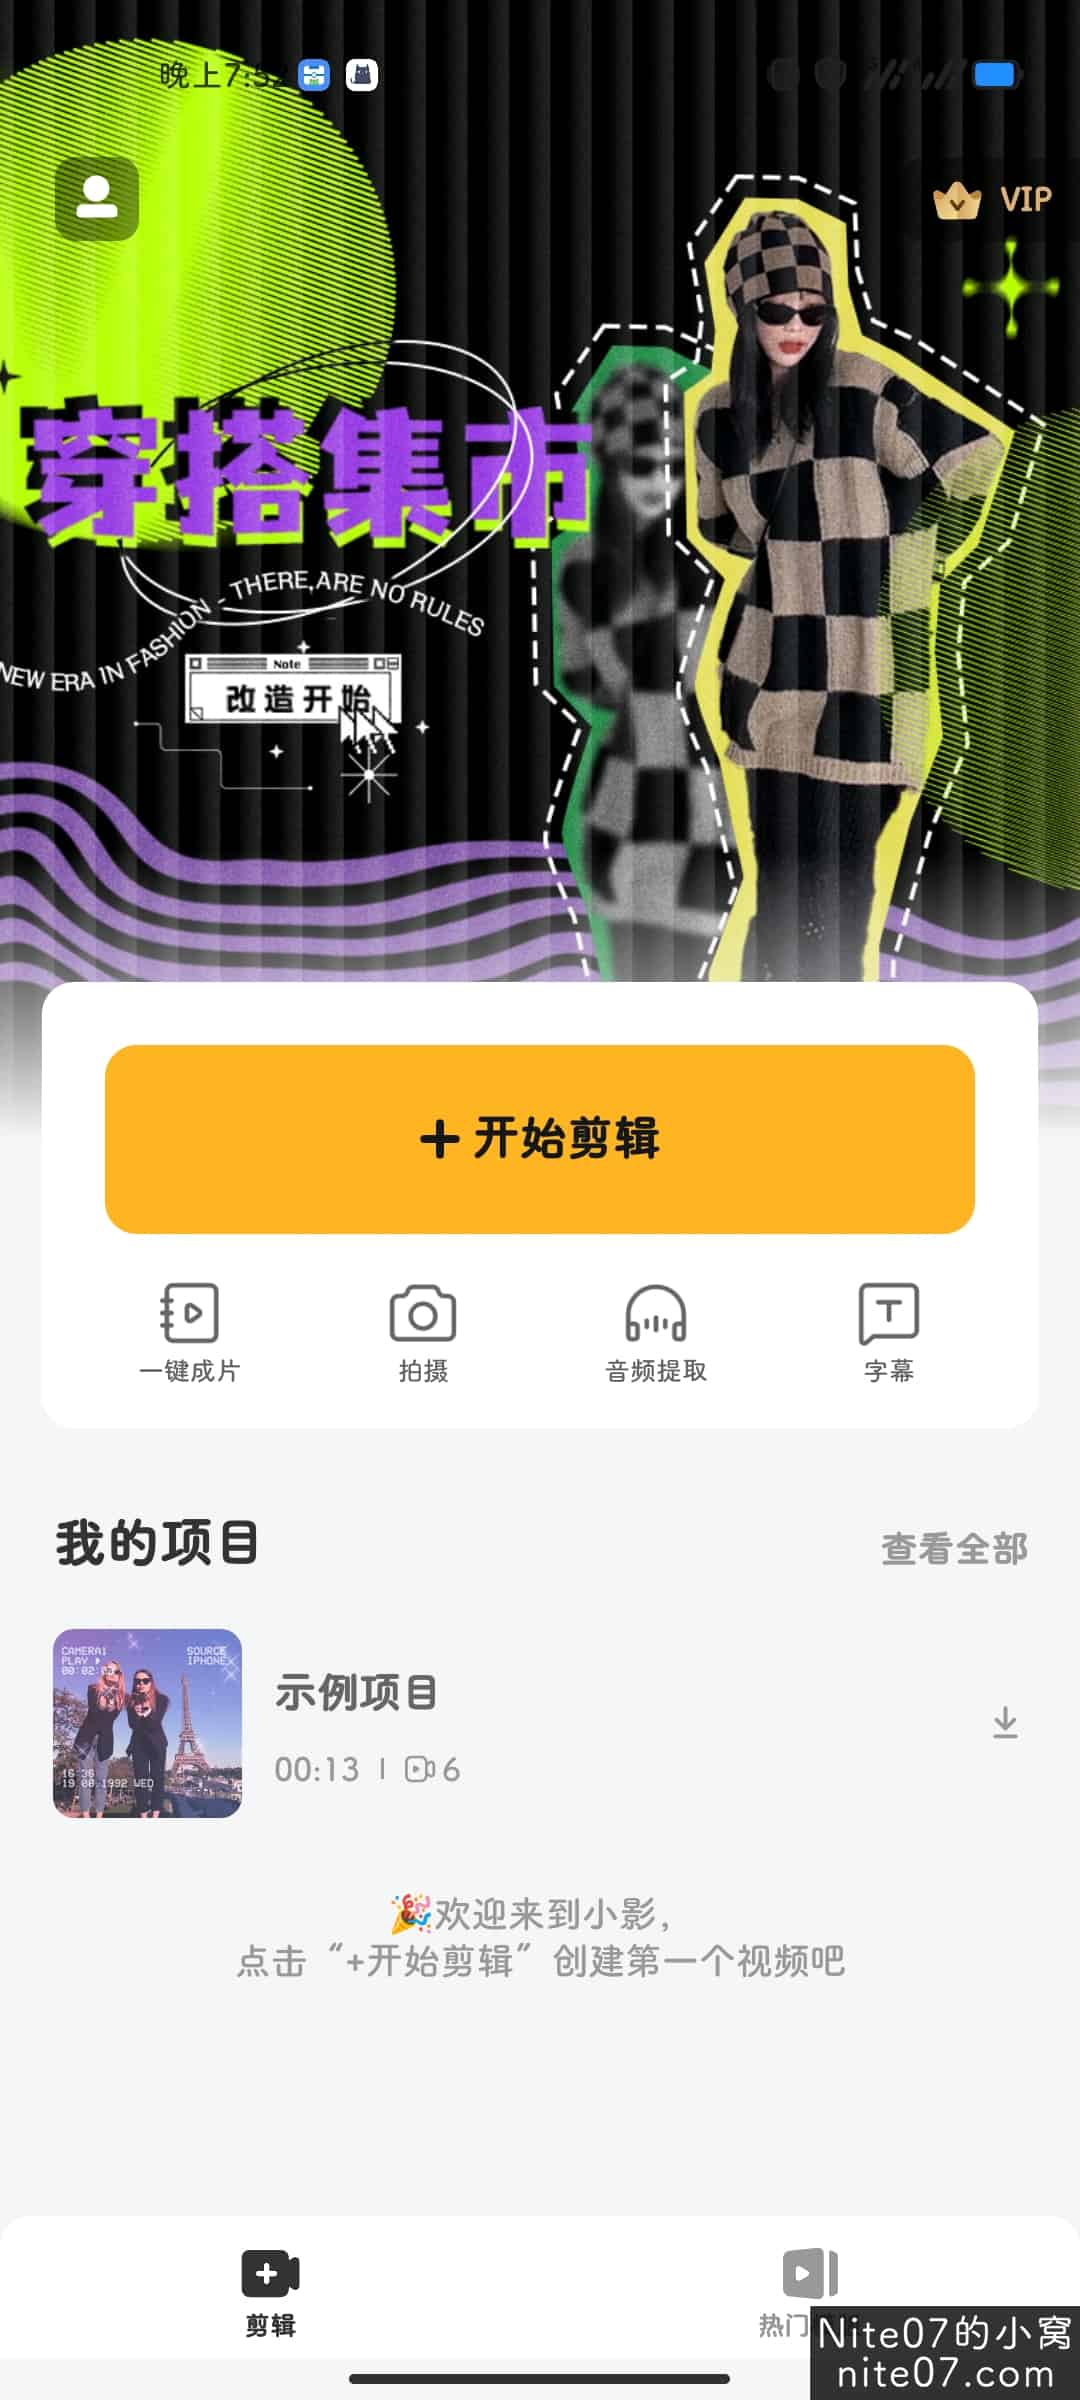 晚上7:52
VIP
穿搭集市
NEW ERA IN FASHION - THERE,ARE NO RULES
Note
改造开始
+ 开始剪辑
一键成片
拍摄
音频提取
字幕
我的项目
查看全部
CAMERA1
PLAY
00:02:02
SOURCE
IPHONE
16:36
19.08.1992 WED
示例项目
00:13
6
🎉欢迎来到小影，
点击“+开始剪辑”创建第一个视频吧
剪辑
热门
Nite07的小窝
nite07.com